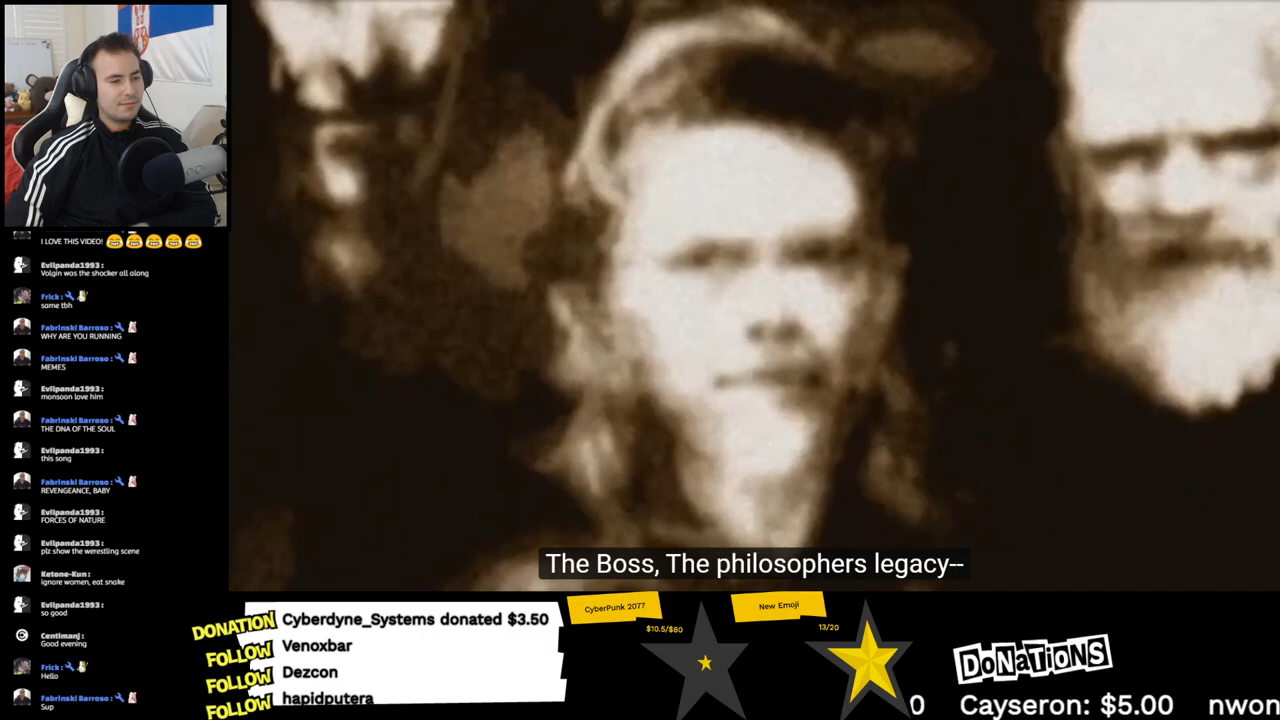 I LOVE THIS VIDEO! 😂😂😂😂😂
Evilpanda1993 :
Volgin was the shocker all along
Frick :
same tbh
Fabrinski Barroso :
WHY ARE YOU RUNNING
Fabrinski Barroso :
MEMES
Evilpanda1993 :
monsoon love him
Fabrinski Barroso :
THE DNA OF THE SOUL
Evilpanda1993 :
this song
Fabrinski Barroso :
REVENGEANCE, BABY
Evilpanda1993 :
FORCES OF NATURE
Evilpanda1993 :
plz show the werestling scene
Ketone-Kun :
Ignore women, eat snake
Evilpanda1993 :
so good
Centimanj :
Good evening
Frick :
Hello
Fabrinski Barroso :
Sup
The Boss, The philosophers legacy--
DONATION Cyberdyne_Systems donated $3.50
FOLLOW Venoxbar
FOLLOW Dezcon
FOLLOW hapidputera
CyberPunk 2077
$10.5/$80
New Emoji
13/20
DoNaTioNS
0 Cayseron: $5.00 nwon